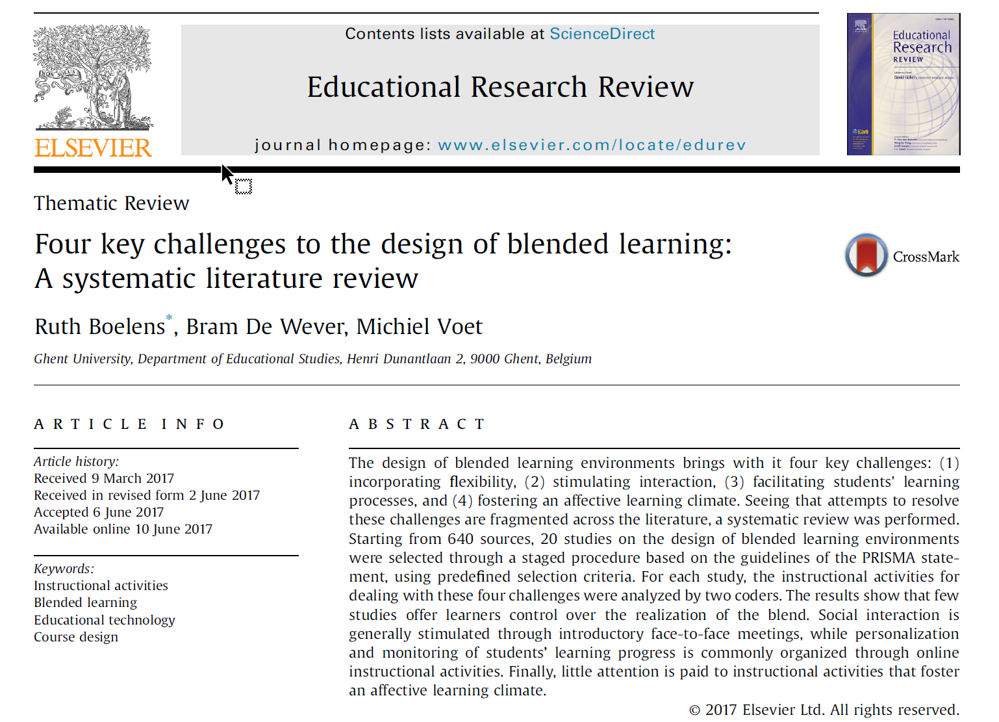 Contents lists available at ScienceDirect
Educational Research Review
journal homepage: www.elsevier.com/locate/edurev
NON SOLUS
ELSEVIER
Educational
Research
REVIEW
David Gijbels,
Earli
Thematic Review
Four key challenges to the design of blended learning:
A systematic literature review
CrossMark
Ruth Boelens*, Bram De Wever, Michiel Voet
Ghent University, Department of Educational Studies, Henri Dunantlaan 2, 9000 Ghent, Belgium
ARTICLE INFO
Article history:
Received 9 March 2017
Received in revised form 2 June 2017
Accepted 6 June 2017
Available online 10 June 2017
Keywords:
Instructional activities
Blended learning
Educational technology
Course design
ABSTRACT
The design of blended learning environments brings with it four key challenges: (1)
incorporating flexibility, (2) stimulating interaction, (3) facilitating students' learning
processes, and (4) fostering an affective learning climate. Seeing that attempts to resolve
these challenges are fragmented across the literature, a systematic review was performed.
Starting from 640 sources, 20 studies on the design of blended learning environments
were selected through a staged procedure based on the guidelines of the PRISMA state-
ment, using predefined selection criteria. For each study, the instructional activities for
dealing with these four challenges were analyzed by two coders. The results show that few
studies offer learners control over the realization of the blend. Social interaction is
generally stimulated through introductory face-to-face meetings, while personalization
and monitoring of students’ learning progress is commonly organized through online
instructional activities. Finally, little attention is paid to instructional activities that foster
an affective learning climate.
© 2017 Elsevier Ltd. All rights reserved.